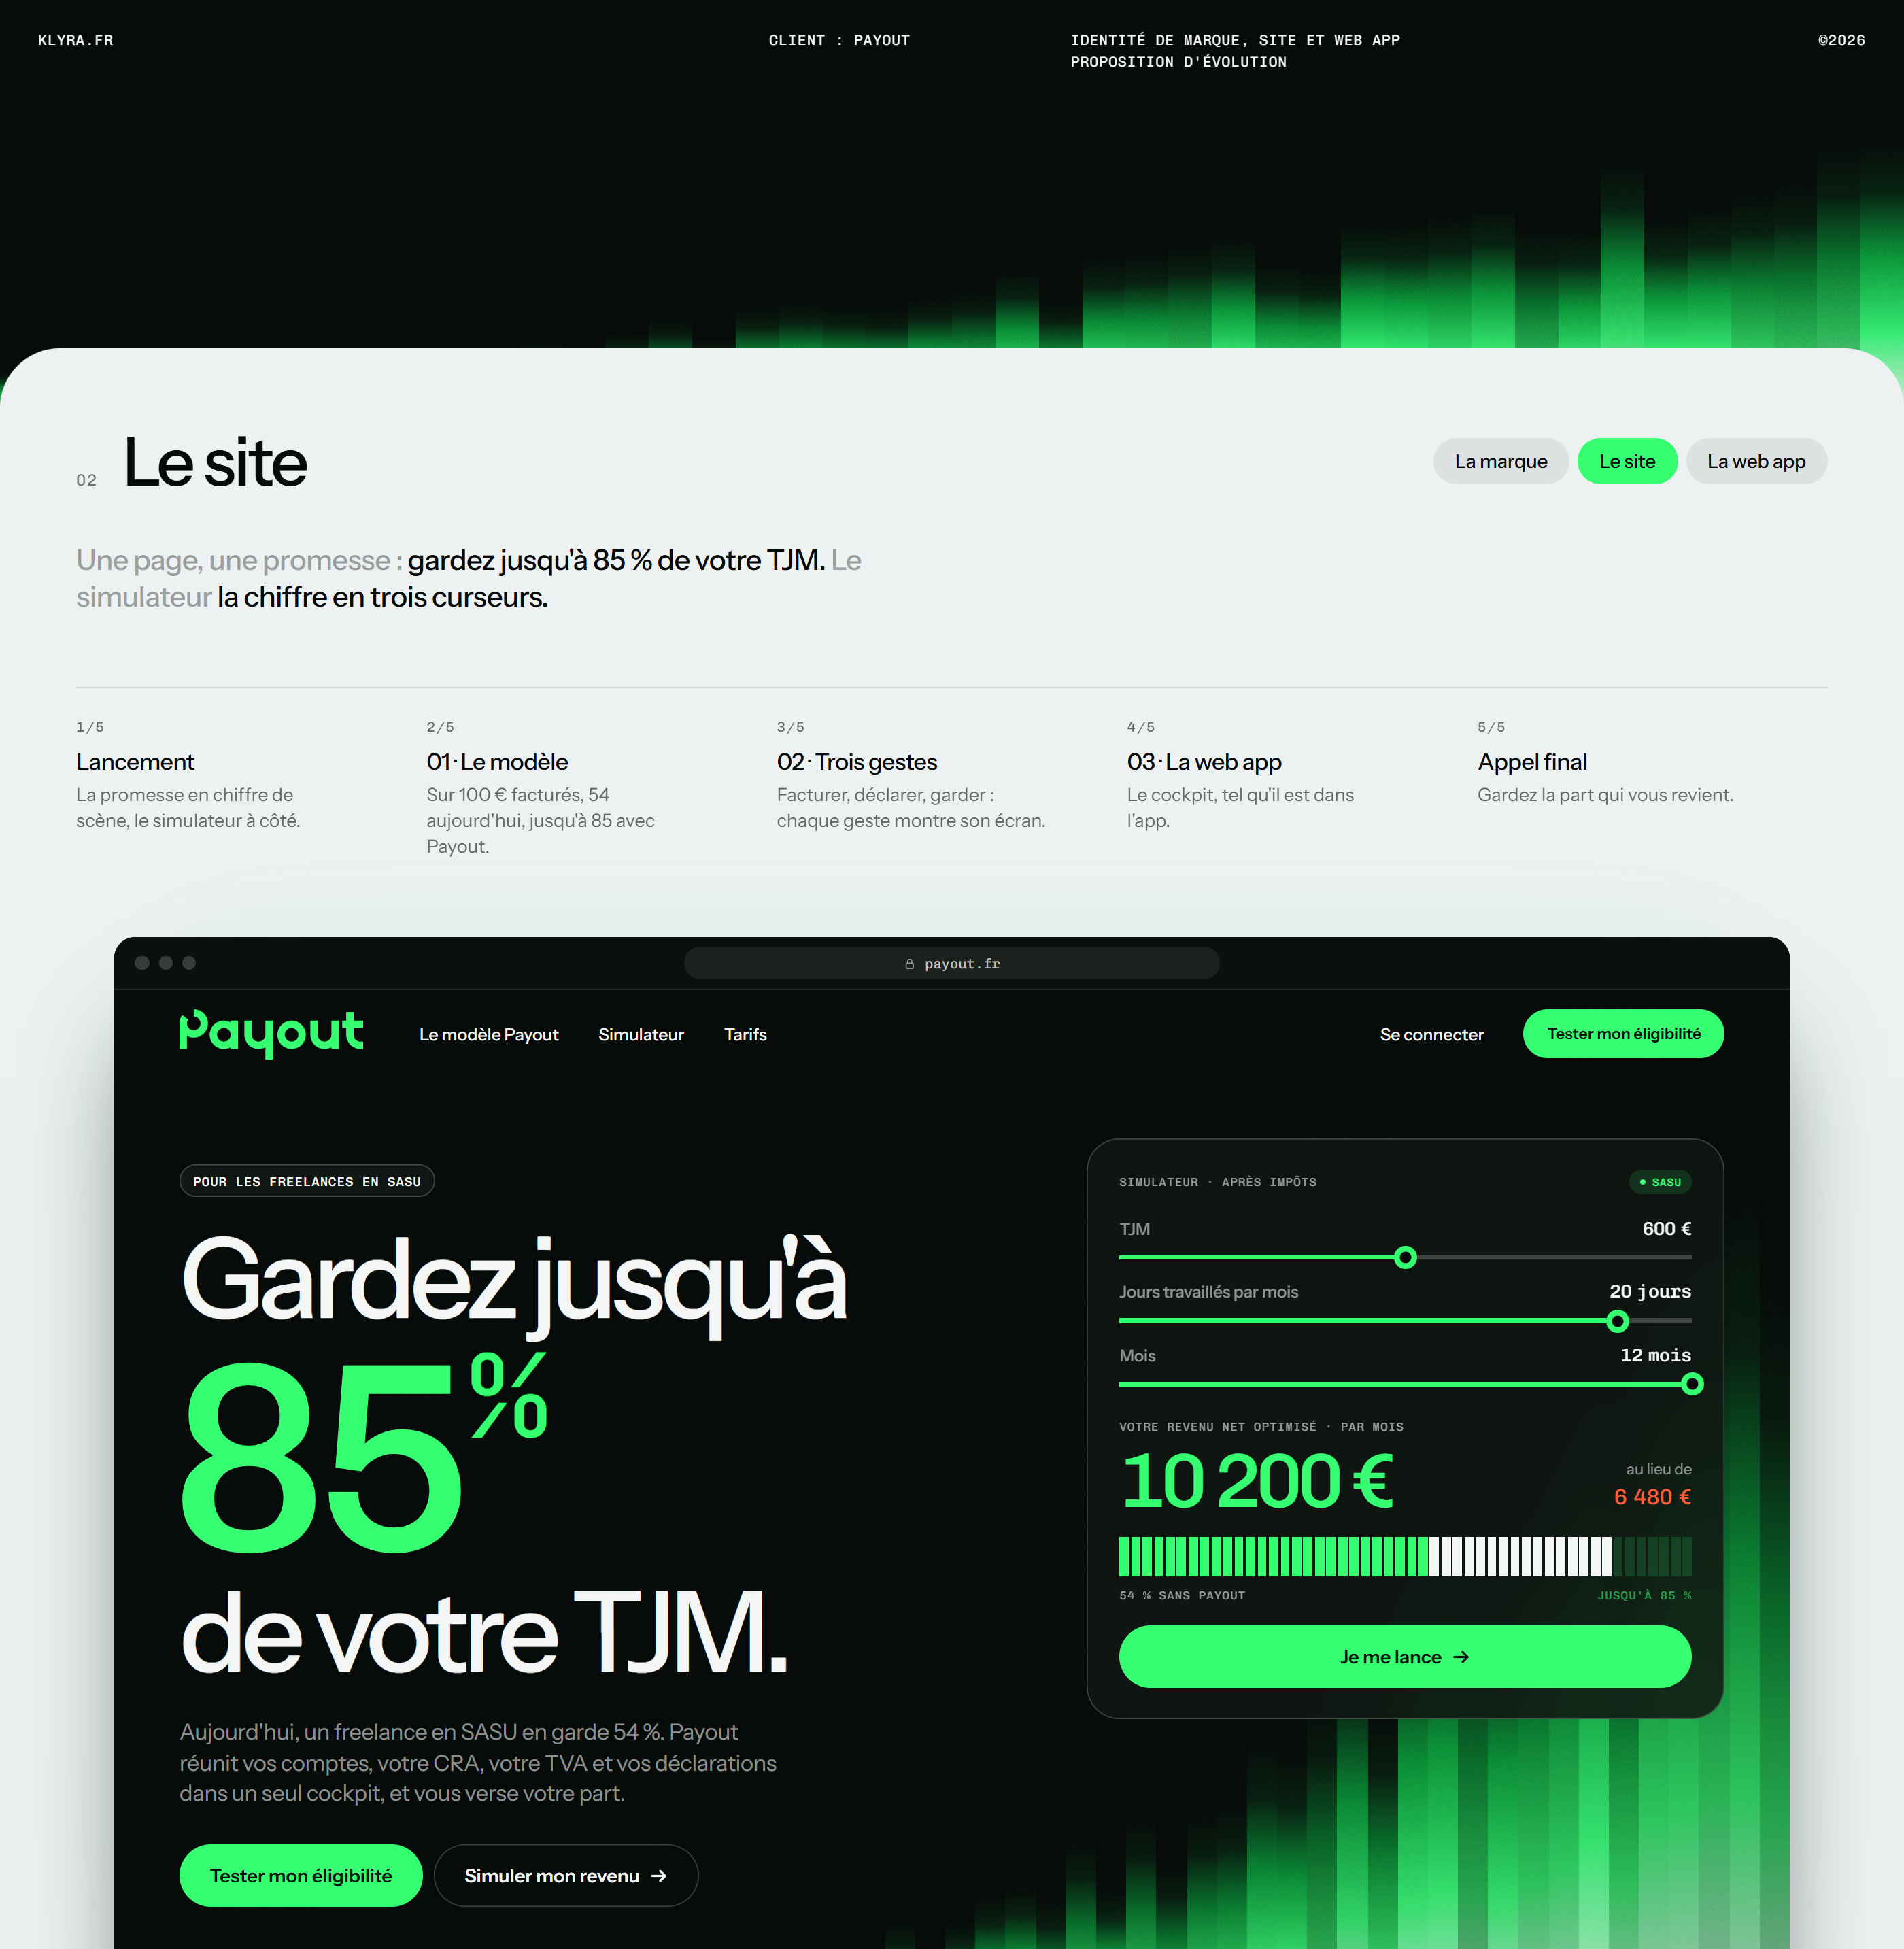 KLYRA.FR
CLIENT : PAYOUT
IDENTITÉ DE MARQUE, SITE ET WEB APP
PROPOSITION D'ÉVOLUTION
©2026
02
Le site
La marque
Le site
La web app
Une page, une promesse : gardez jusqu'à 85 % de votre TJM. Le
simulateur la chiffre en trois curseurs.
1/5
Lancement
La promesse en chiffre de
scène, le simulateur à côté.
2/5
01 · Le modèle
Sur 100 € facturés, 54
aujourd'hui, jusqu'à 85 avec
Payout.
3/5
02 · Trois gestes
Facturer, déclarer, garder :
chaque geste montre son écran.
4/5
03 · La web app
Le cockpit, tel qu'il est dans
l'app.
5/5
Appel final
Gardez la part qui vous revient.
payout.fr
Payout
Le modèle Payout
Simulateur
Tarifs
Se connecter
Tester mon éligibilité
POUR LES FREELANCES EN SASU
Gardez jusqu'à
85%
de votre TJM.
Aujourd'hui, un freelance en SASU en garde 54 %. Payout
réunit vos comptes, votre CRA, votre TVA et vos déclarations
dans un seul cockpit, et vous verse votre part.
Tester mon éligibilité
Simuler mon revenu →
SIMULATEUR · APRÈS IMPÔTS
SASU
TJM
600 €
Jours travaillés par mois
20 jours
Mois
12 mois
VOTRE REVENU NET OPTIMISÉ · PAR MOIS
10 200 €
au lieu de
6 480 €
54 % SANS PAYOUT
JUSQU'À 85 %
Je me lance →